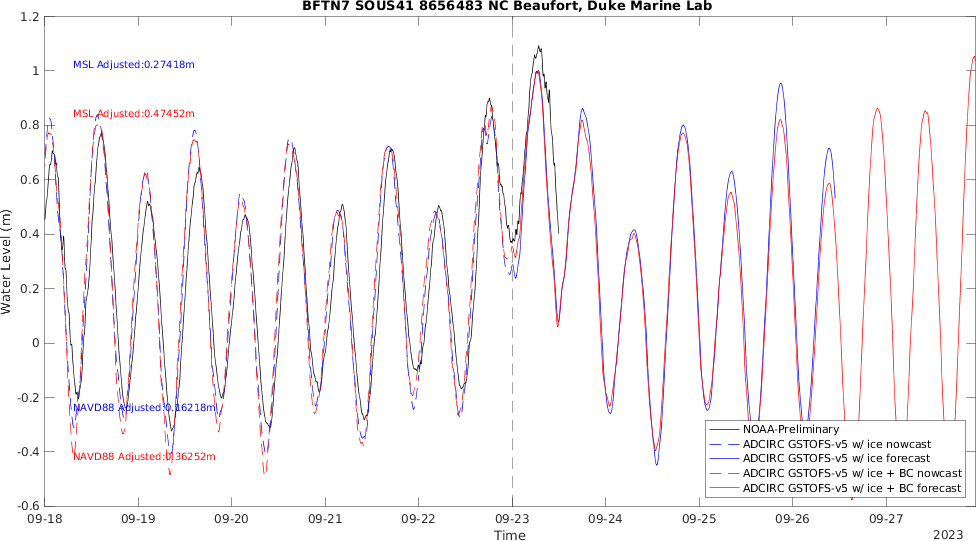 BFTN7 SOUS41 8656483 NC Beaufort, Duke Marine Lab
1.2
1
0.8
0.6
0.4
0.2
0
-0.2
-0.4
-0.6
Water Level (m)
MSL Adjusted:0.27418m
MSL Adjusted:0.47452m
NAVD88 Adjusted:0.16218m
NAVD88 Adjusted:0.36252m
NOAA-Preliminary
ADCIRC GSTOFS-v5 w/ ice nowcast
ADCIRC GSTOFS-v5 w/ ice forecast
ADCIRC GSTOFS-v5 w/ ice + BC nowcast
ADCIRC GSTOFS-v5 w/ ice + BC forecast
09-18 09-19 09-20 09-21 09-22 09-23 09-24 09-25 09-26 09-27
Time
2023